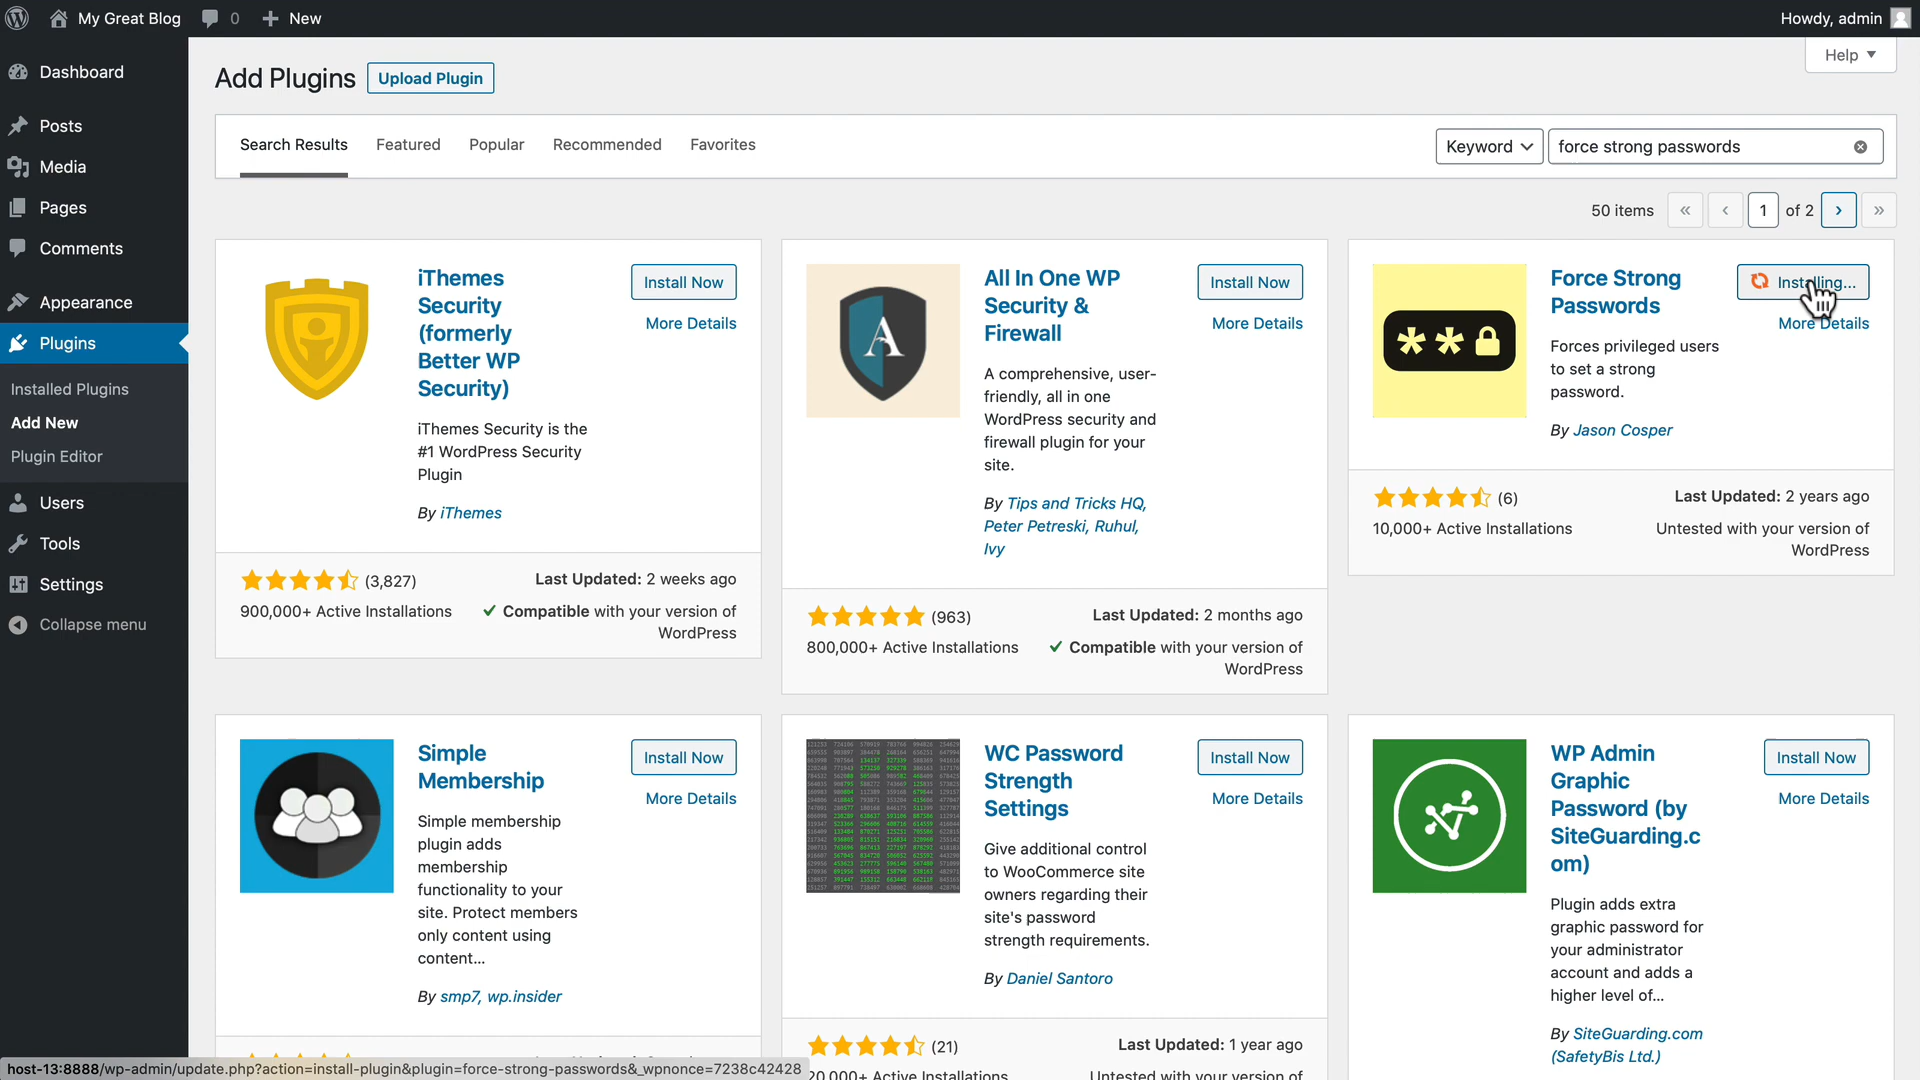 My Great Blog
0
New
Howdy, admin
Dashboard
Posts
Media
Pages
Comments
Appearance
Plugins
Installed Plugins
Add New
Plugin Editor
Users
Tools
Settings
Collapse menu
Help
Add Plugins
Upload Plugin
Search Results
Featured
Popular
Recommended
Favorites
Keyword
force strong passwords
50 items
«
‹
1
of 2
›
»
iThemes
Security
(formerly
Better WP
Security)
Install Now
More Details
iThemes Security is the
#1 WordPress Security
Plugin
By iThemes
(3,827)
Last Updated: 2 weeks ago
900,000+ Active Installations
✓ Compatible with your version of
WordPress
All In One WP
Security &
Firewall
Install Now
More Details
A
A comprehensive, user-
friendly, all in one
WordPress security and
firewall plugin for your
site.
By Tips and Tricks HQ,
Peter Petreski, Ruhul,
Ivy
(963)
Last Updated: 2 months ago
800,000+ Active Installations
✓ Compatible with your version of
WordPress
Force Strong
Passwords
Installing...
More Details
**
Forces privileged users
to set a strong
password.
By Jason Cosper
(6)
Last Updated: 2 years ago
10,000+ Active Installations
Untested with your version of
WordPress
Simple
Membership
Install Now
More Details
Simple membership
plugin adds
membership
functionality to your
site. Protect members
only content using
content...
By smp7, wp.insider
WC Password
Strength
Settings
Install Now
More Details
Give additional control
to WooCommerce site
owners regarding their
site's password
strength requirements.
By Daniel Santoro
(21)
Last Updated: 1 year ago
20,000+ Active Installations
Untested with your version of
WP Admin
Graphic
Password (by
SiteGuarding.c
om)
Install Now
More Details
Plugin adds extra
graphic password for
your administrator
account and adds a
higher level of...
By SiteGuarding.com
(SafetyBis Ltd.)
host-13:8888/wp-admin/update.php?action=install-plugin&plugin=force-strong-passwords&_wpnonce=7238c42428